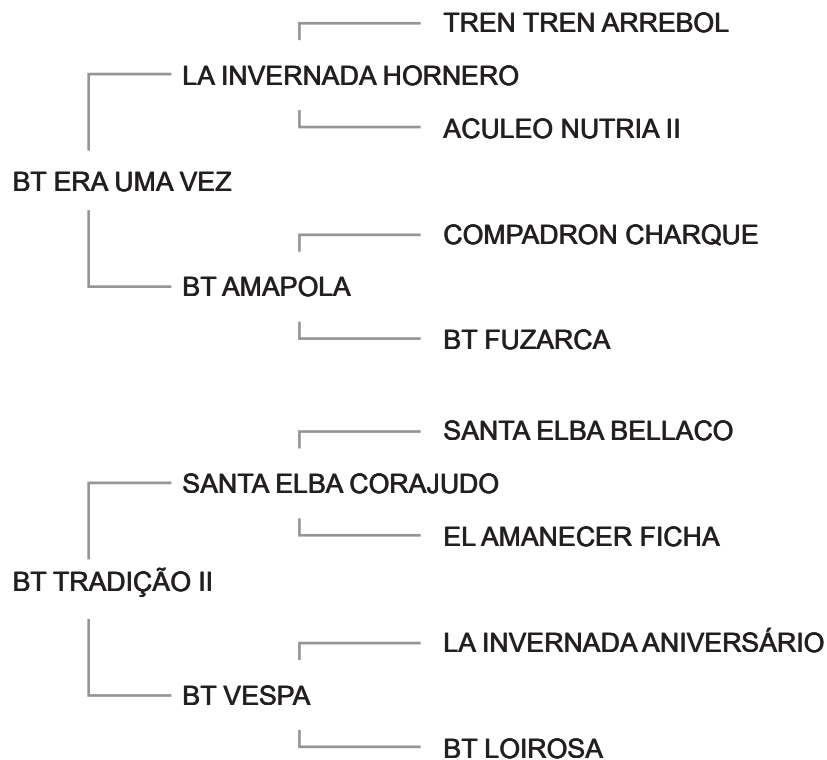 TREN TREN ARREBOL
LA INVERNADA HORNERO
ACULEO NUTRIA II
BT ERA UMA VEZ
COMPADRON CHARQUE
BT AMAPOLA
BT FUZARCA
SANTA ELBA BELLACO
SANTA ELBA CORAJUDO
EL AMANECER FICHA
BT TRADIÇÃO II
LA INVERNADA ANIVERSÁRIO
BT VESPA
BT LOIROSA